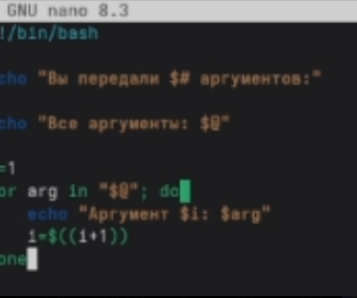 GNU nano 8.3
!/bin/bash
cho "Вы передали $# аргументов:"
cho "Все аргументы: $@"
=1
or arg in "$@"; do
echo "Аргумент $i: $arg"
i=$((i+1))
one